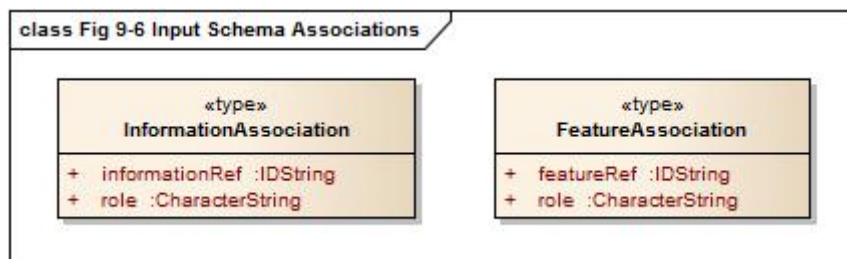 class Fig 9-6 Input Schema Associations
«type»
InformationAssociation
+ informationRef :IDString
+ role :CharacterString
«type»
FeatureAssociation
+ featureRef :IDString
+ role :CharacterString